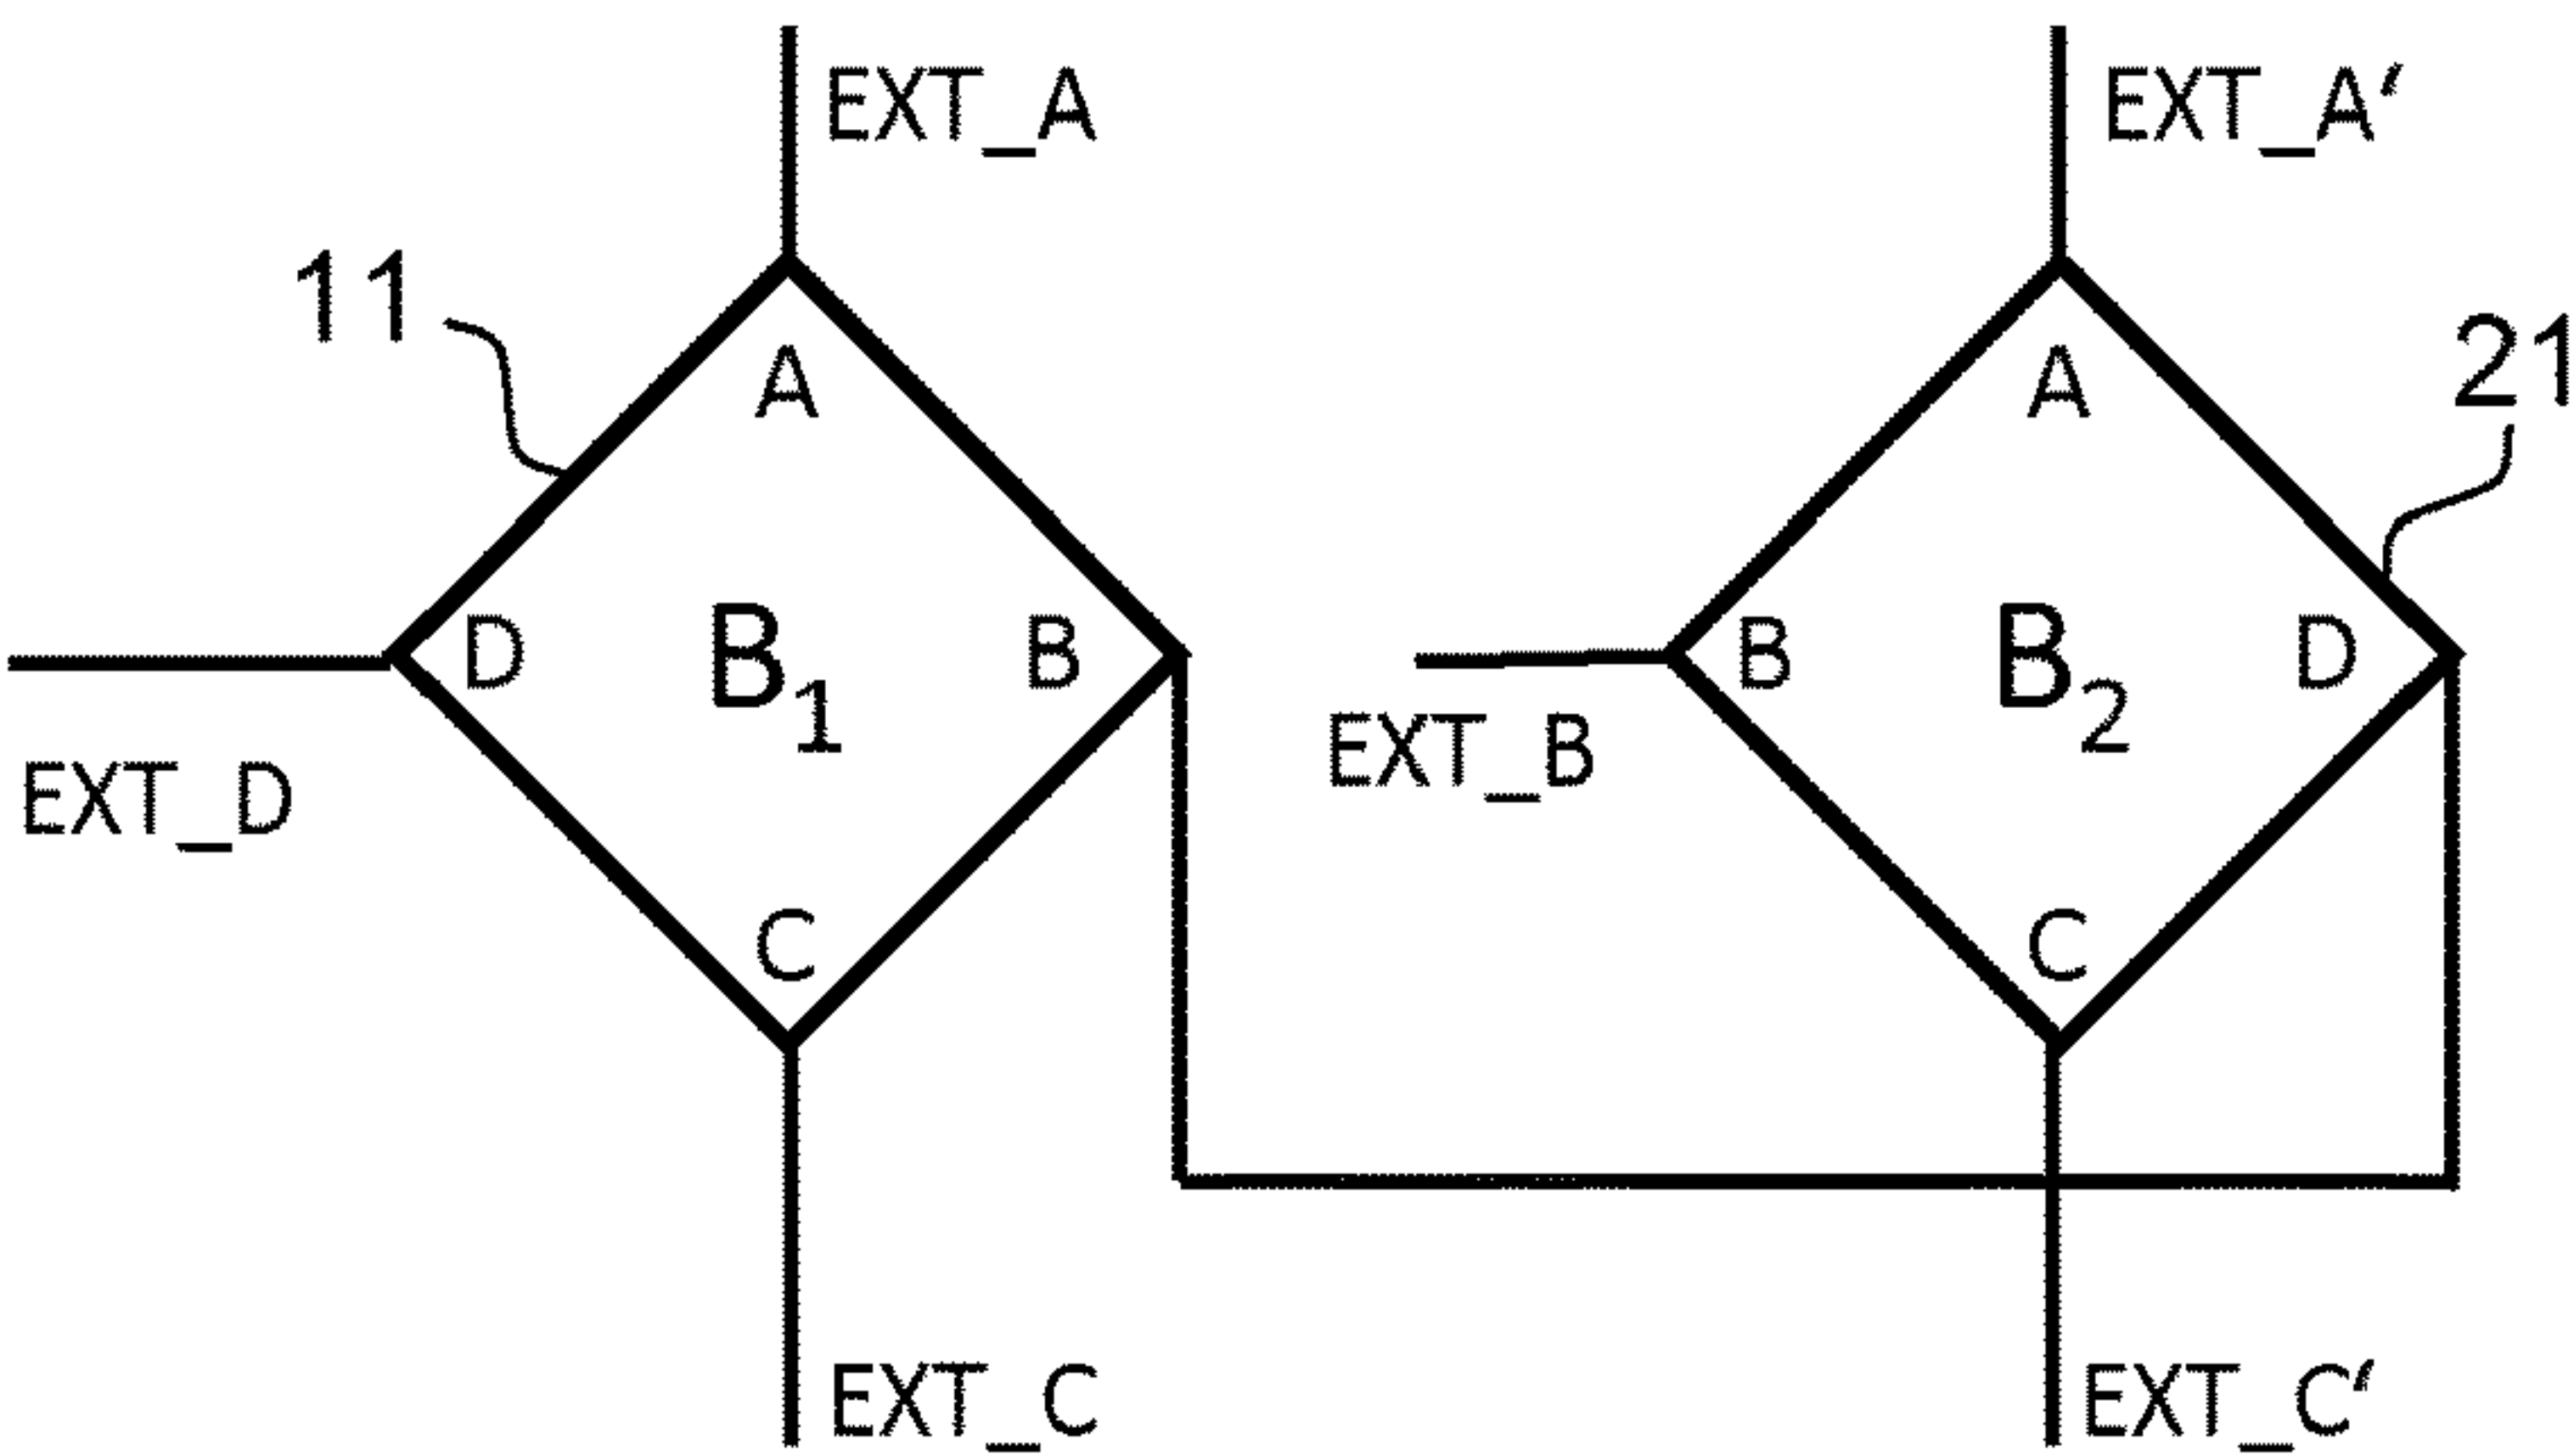 EXT_A
EXT_A'
11
21
A
A
D
B₁
B
B
B₂
D
EXT_B
EXT_D
C
C
EXT_C
EXT_C'